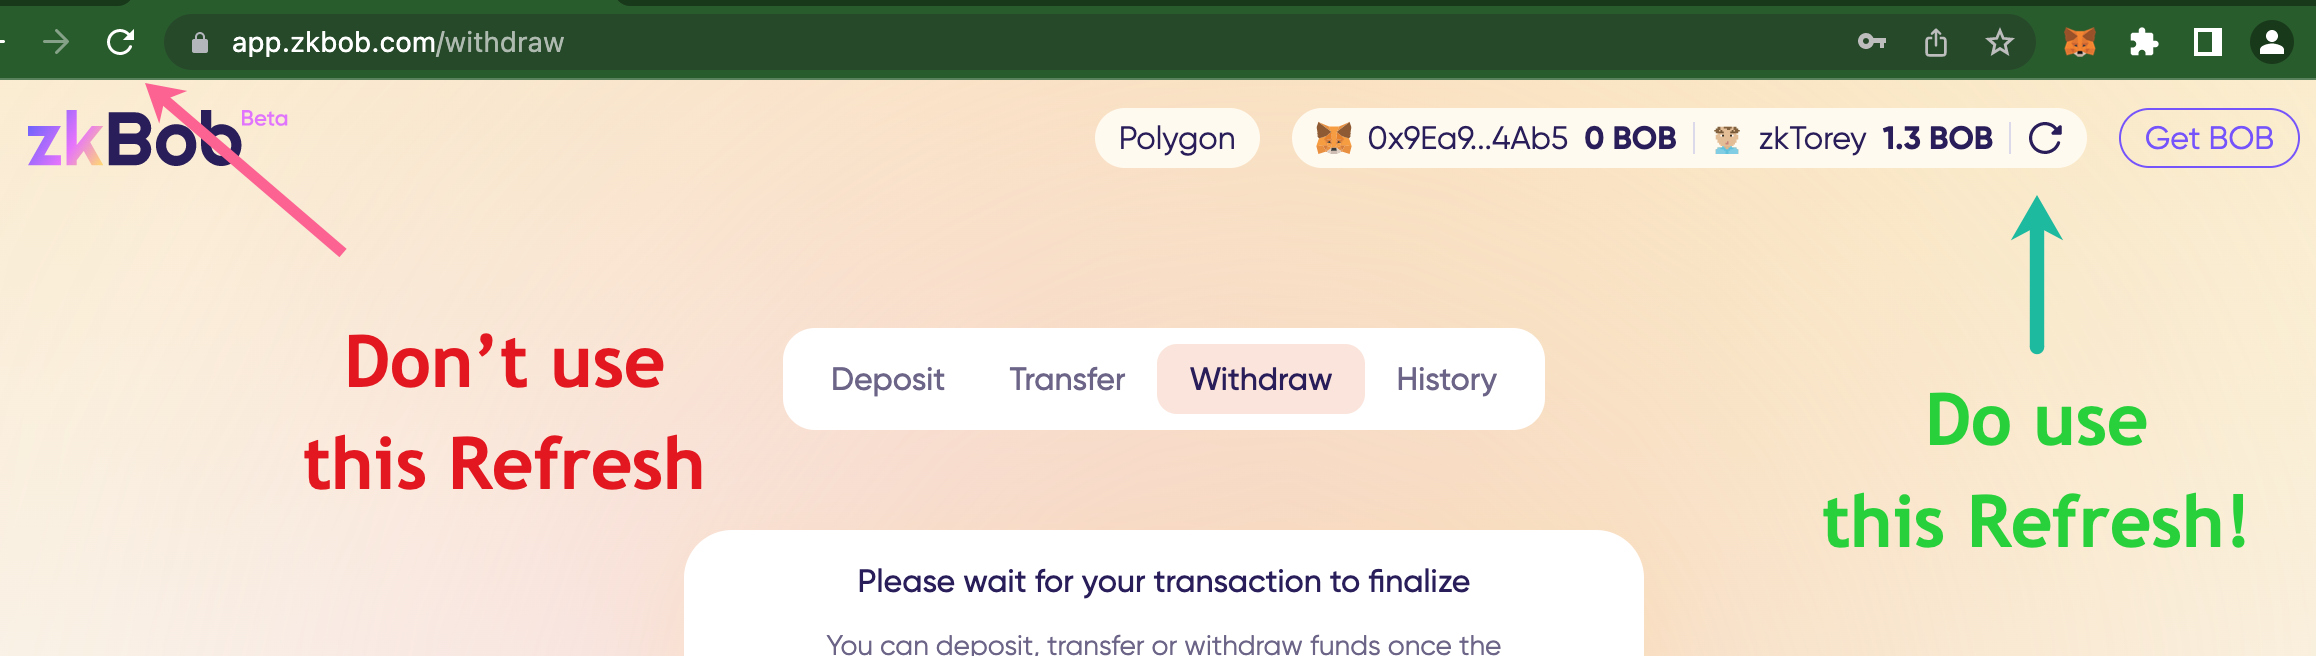 app.zkbob.com/withdraw
zkBob Beta
Polygon 0x9Ea9...4Ab5 0 BOB zkTorey 1.3 BOB Get BOB
Deposit Transfer Withdraw History
Don’t use
this Refresh
Do use
this Refresh!
Please wait for your transaction to finalize
You can deposit, transfer or withdraw funds once the